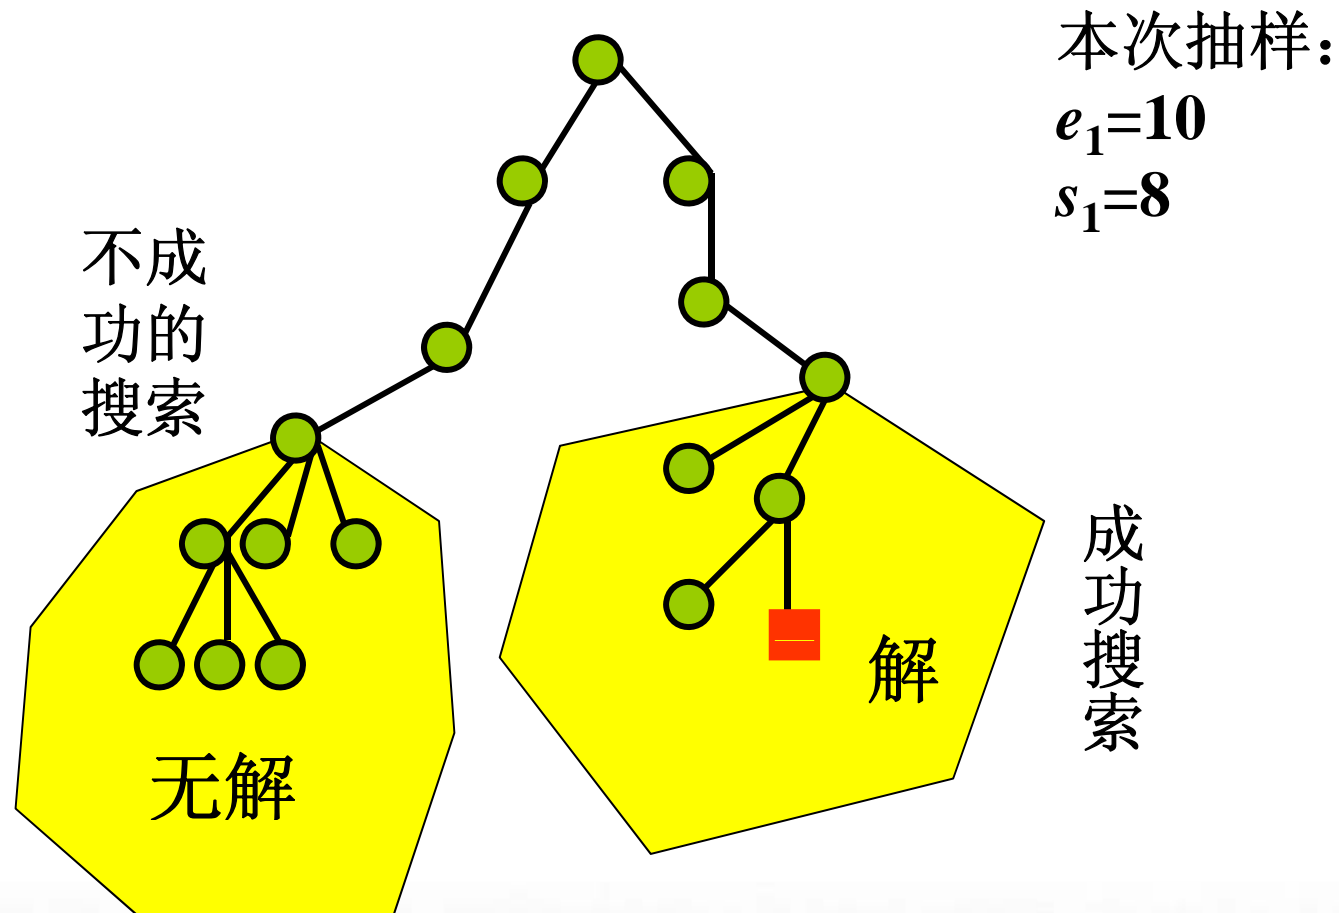 本次抽样：
e₁=10
s₁=8
不成
功的
搜索
成
功
搜
索
解
无解